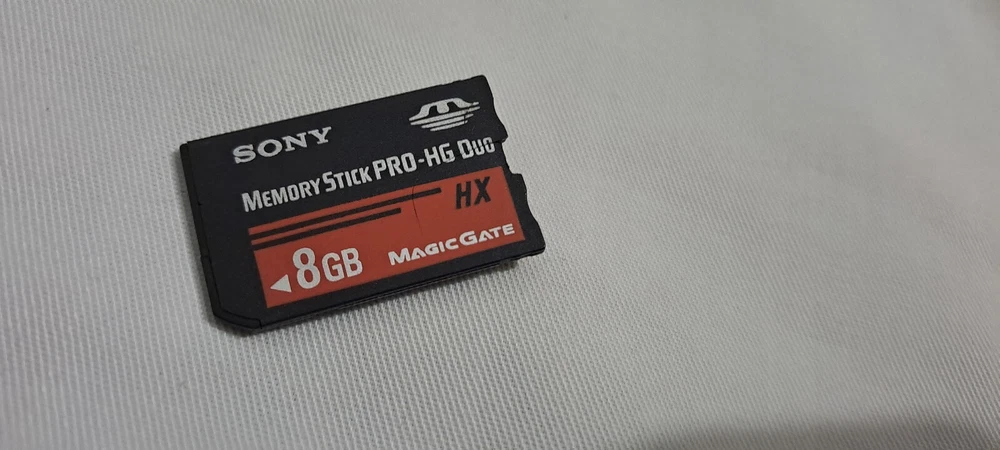 SONY
MEMORY STICK PRO-HG DUO
HX
8GB MAGICGATE